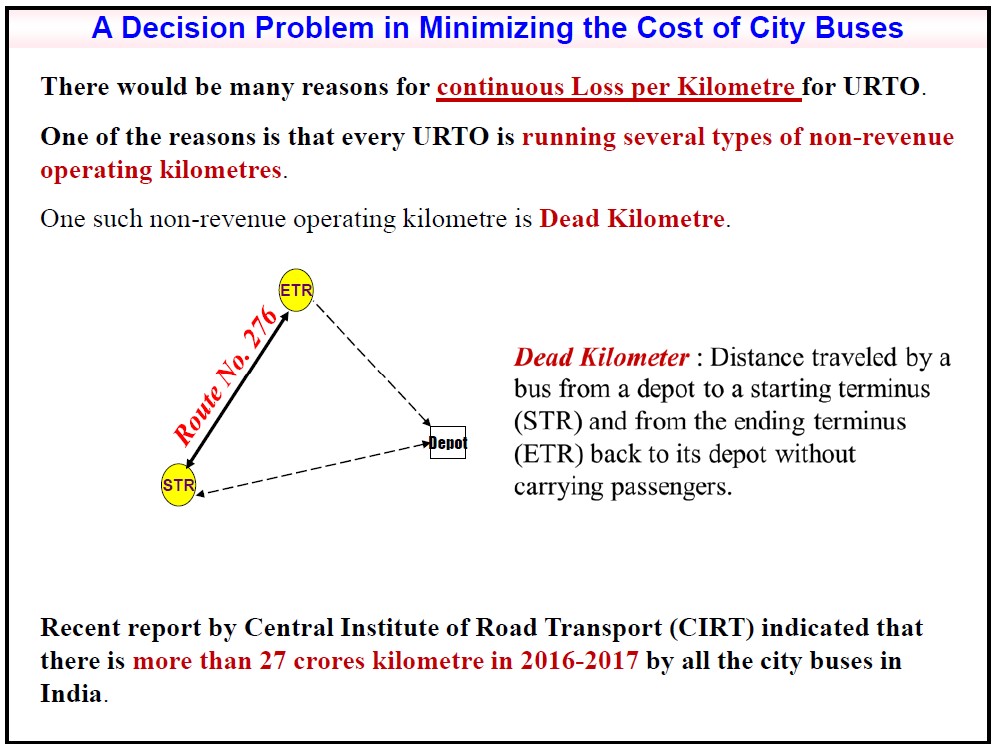 A Decision Problem in Minimizing the Cost of City Buses
There would be many reasons for continuous Loss per Kilometre for URTO.
One of the reasons is that every URTO is running several types of non-revenue
operating kilometres.
One such non-revenue operating kilometre is Dead Kilometre.
ETR
Route No. 276
Depot
STR
Dead Kilometer : Distance traveled by a
bus from a depot to a starting terminus
(STR) and from the ending terminus
(ETR) back to its depot without
carrying passengers.
Recent report by Central Institute of Road Transport (CIRT) indicated that
there is more than 27 crores kilometre in 2016-2017 by all the city buses in
India.